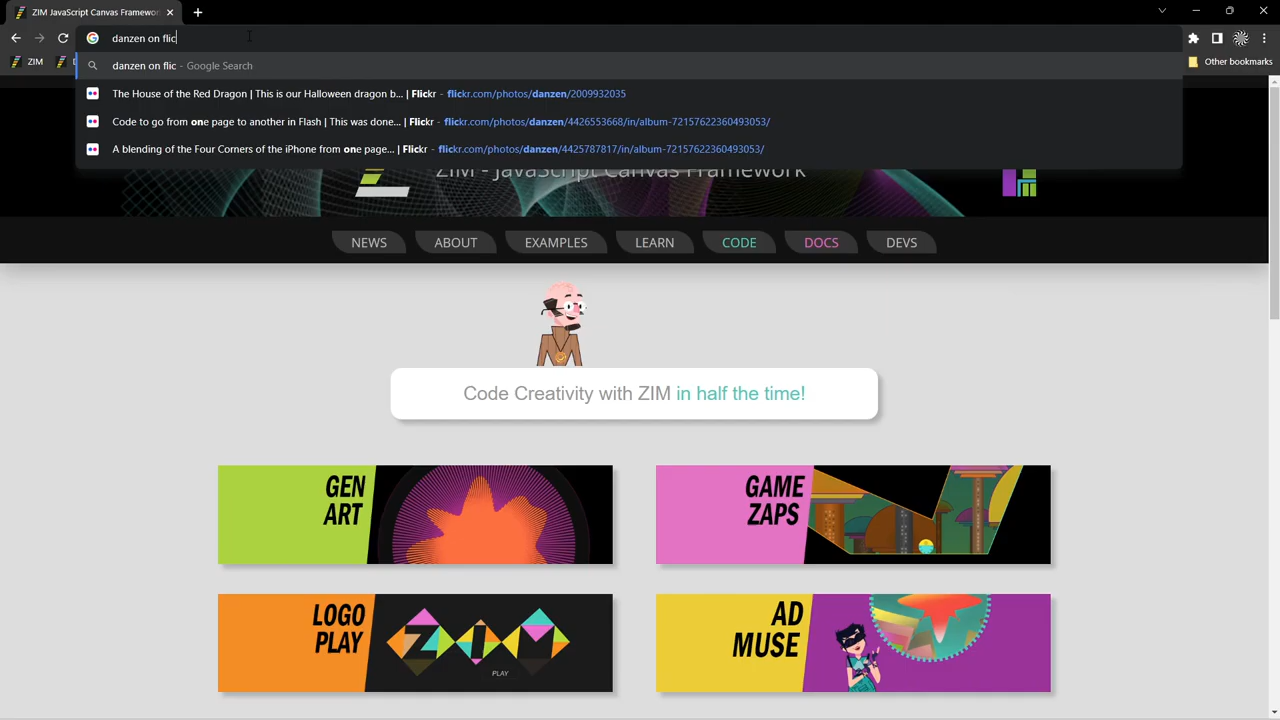 ZIM JavaScript Canvas Framewor
danzen on flic
ZIM
Other bookmarks
danzen on flic - Google Search
The House of the Red Dragon | This is our Halloween dragon b... | Flickr - flickr.com/photos/danzen/2009932035
Code to go from one page to another in Flash | This was done... | Flickr - flickr.com/photos/danzen/4426553668/in/album-72157622360493053/
A blending of the Four Corners of the iPhone from one page... | Flickr - flickr.com/photos/danzen/4425787817/in/album-72157622360493053/
ZIM - JavaScript Canvas Framework
NEWS
ABOUT
EXAMPLES
LEARN
CODE
DOCS
DEVS
Code Creativity with ZIM in half the time!
GEN
ART
GAME
ZAPS
LOGO
PLAY
ZIM
PLAY
AD
MUSE